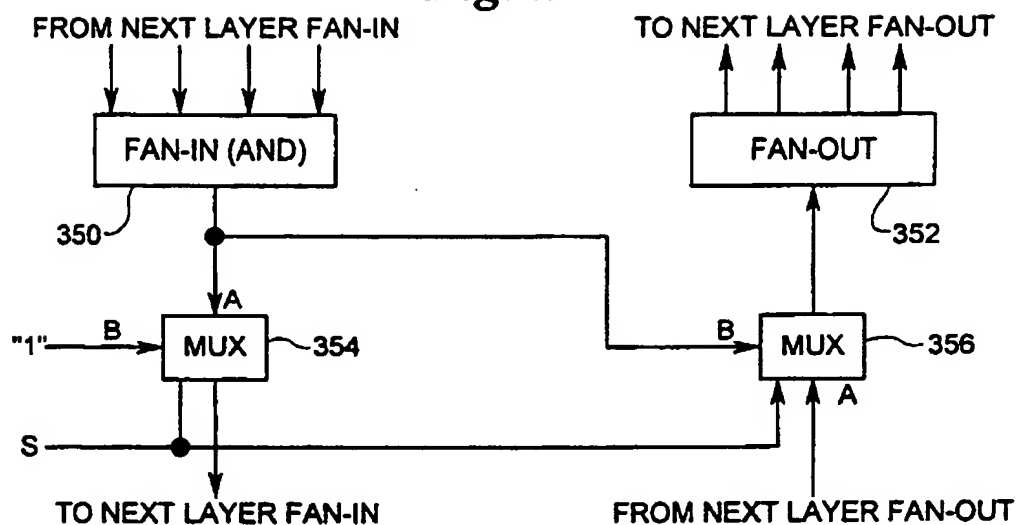 FROM NEXT LAYER FAN-IN TO NEXT LAYER FAN-OUT
FAN-IN (AND) FAN-OUT
350 352
A
"1" B MUX 354 B MUX 356
A
S
TO NEXT LAYER FAN-IN FROM NEXT LAYER FAN-OUT